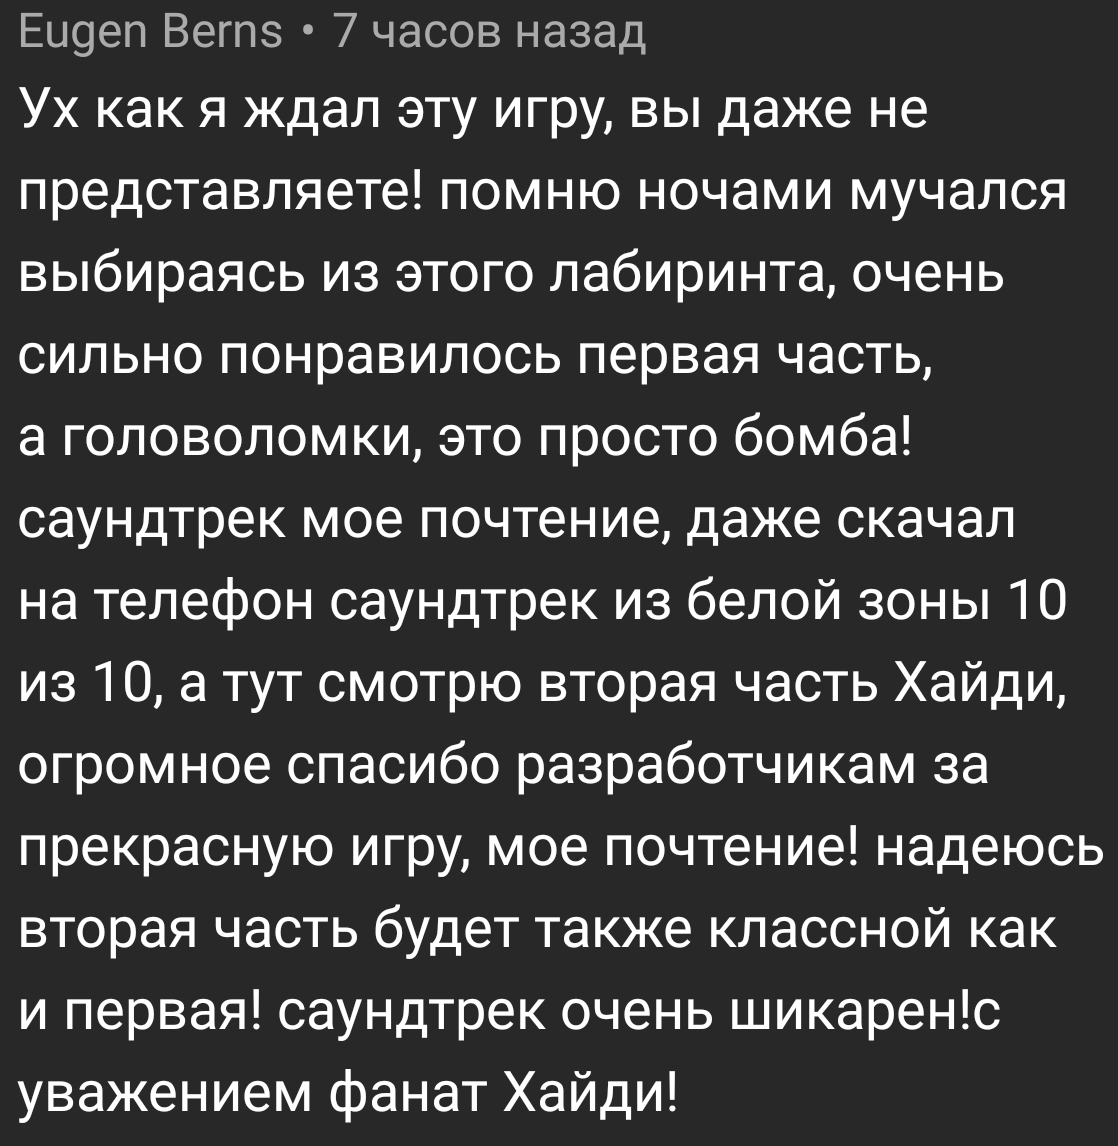 Eugen Berns • 7 часов назад
Ух как я ждал эту игру, вы даже не
представляете! помню ночами мучался
выбираясь из этого лабиринта, очень
сильно понравилось первая часть,
а головоломки, это просто бомба!
саундтрек мое почтение, даже скачал
на телефон саундтрек из белой зоны 10
из 10, а тут смотрю вторая часть Хайди,
огромное спасибо разработчикам за
прекрасную игру, мое почтение! надеюсь
вторая часть будет также классной как
и первая! саундтрек очень шикарен!с
уважением фанат Хайди!